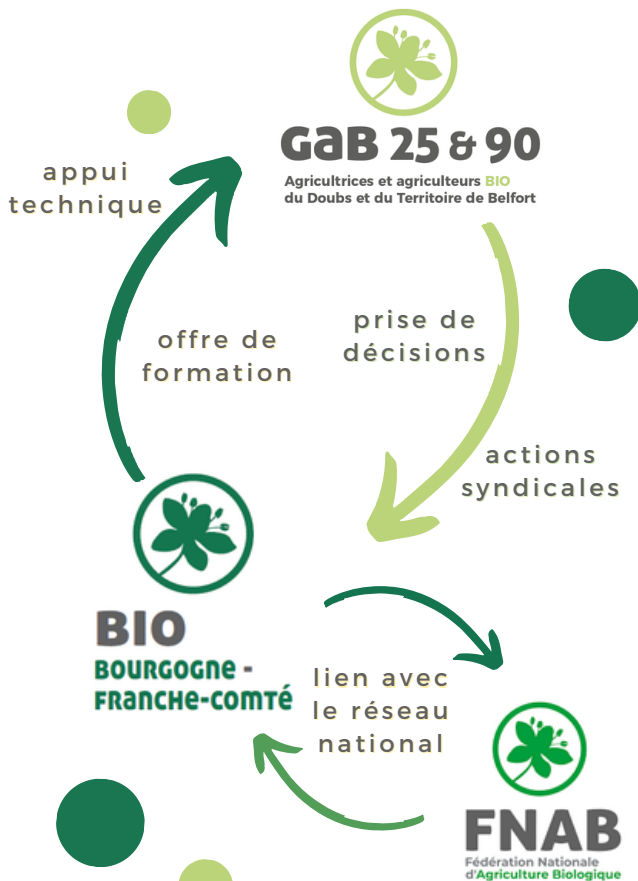 GaB 25 & 90
Agricultrices et agriculteurs BIO
du Doubs et du Territoire de Belfort
appui
technique
offre de
formation
prise de
décisions
actions
syndicales
BIO
BOURGOGNE -
FRANCHE-COMTÉ
lien avec
le réseau
national
FNAB
Fédération Nationale
d'Agriculture Biologique